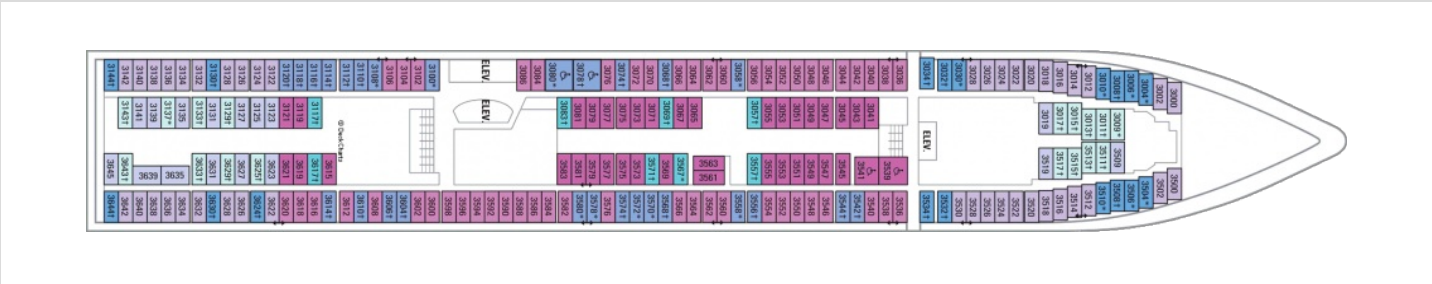 3144† 3142 3140 3138 3136 3134 3132 3130† 3128 3126 3124 3122 3120† 3118† 3116† 3114† 3112† 3110† 3108* 3106 3104 3102 3100* ELEV. 3086 3084 3080* 3078† 3076 3074† 3072 3070 3068† 3066 3064 3062 3060 3058* 3056 3054 3052 3050 3048 3046 3044 3042 3040 3038 3036 3034† 3032† 3030* 3028 3026 3024 3022 3020 3018 3016 3014 3012 3010* 3008† 3006* 3004* 3002 3000
3143† 3141 3139 3137* 3135 3133† 3131 3129† 3127 3125 3123 3121 3119 3117† ELEV. 3083† 3081 3079 3077 3075 3073 3071 3069† 3067 3065 3057† 3055 3053 3051 3049 3047 3045 3043 3041 3019 3017† 3015† 3013† 3011† 3009*
© Deck Chartz
ELEV.
3645 3643† 3639 3635 3633† 3631 3629† 3627 3625† 3623 3621 3619 3617† 3615 3583 3581 3579 3577 3575 3573 3571† 3569 3567* 3563 3557† 3555 3553 3551 3549 3547 3545 3541 3539 3519 3517† 3515† 3513† 3511† 3509
3561
3644† 3642 3640 3638 3636 3634 3632 3630† 3628 3626 3624† 3622 3620 3618 3616 3614† 3612 3610† 3608 3606† 3604† 3602 3600 3598 3596 3594 3592 3590 3588 3586 3584 3582 3580* 3578* 3576 3574† 3572* 3570* 3568† 3566 3564 3562 3560 3558* 3556† 3554 3552 3550 3548 3546 3544† 3542† 3540 3538 3536 3534† 3532† 3530 3528 3526 3524 3522 3520 3518 3516 3514 3512 3510* 3508† 3506* 3504* 3502 3500